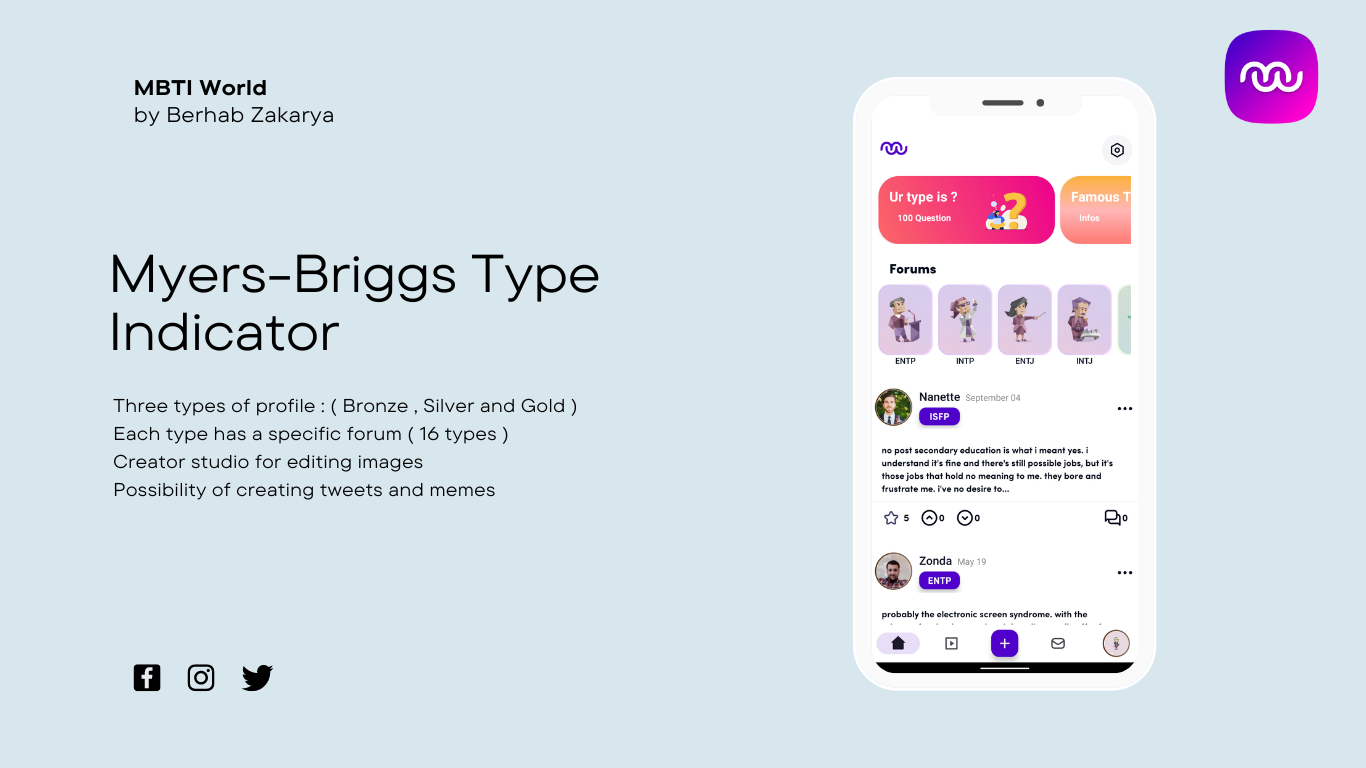 MBTI World
by Berhab Zakarya
Myers-Briggs Type
Indicator
Three types of profile : ( Bronze , Silver and Gold )
Each type has a specific forum ( 16 types )
Creator studio for editing images
Possibility of creating tweets and memes
Ur type is ?
100 Question
Famous T
Infos
Forums
ENTP INTP ENTJ INTJ
Nanette September 04
ISFP
no post secondary education is what i meant yes. i
understand it's fine and there's still possible jobs, but it's
those jobs that hold no meaning to me. they bore and
frustrate me. i've no desire to...
5 0 0 0
Zonda May 19
ENTP
probably the electronic screen syndrome. with the